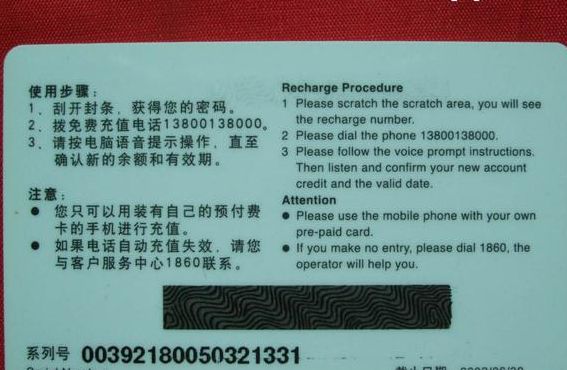 使用步骤：
1、刮开封条，获得您的密码。
2、拨免费充值电话13800138000。
3、请按电脑语音提示操作，直至
确认新的余额和有效期。
注意：
● 您只可以用装有自己的预付费
卡的手机进行充值。
● 如果电话自动充值失效，请您
与客户服务中心1860联系。
Recharge Procedure
1 Please scratch the scratch area, you will see
the recharge number.
2 Please dial the phone 13800138000.
3 Please follow the voice prompt instructions.
Then listen and confirm your new account
credit and the valid date.
Attention
● Please use the mobile phone with your own
pre-paid card.
● If you make no entry, please dial 1860, the
operator will help you.
系列号 00392180050321331